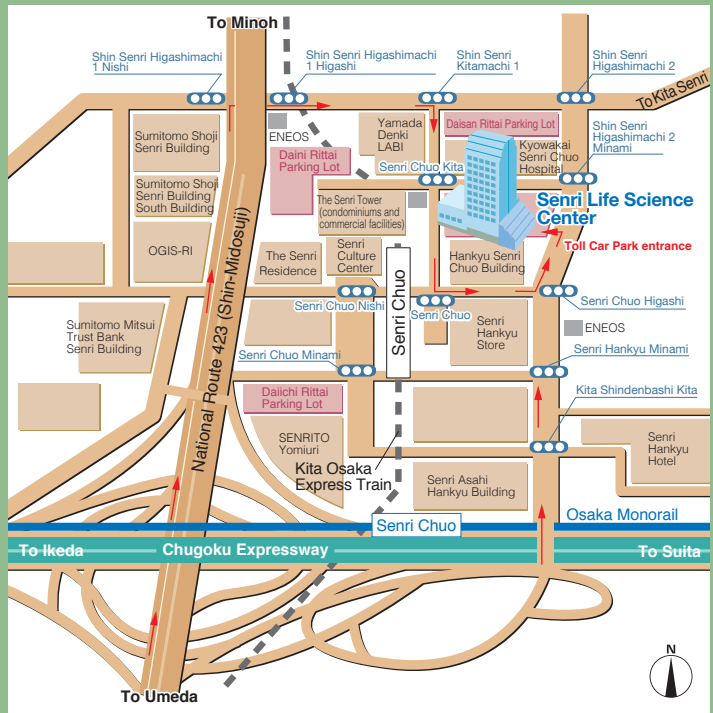 To Minoh
Shin Senri Higashimachi
1 Nishi
Shin Senri Higashimachi
1 Higashi
Shin Senri
Kitamachi 1
Shin Senri
Higashimachi 2
To Kita Senri
ENEOS
Sumitomo Shoji
Senri Building
Daini Rittai
Parking Lot
Yamada
Denki
LABI
Daisan Rittai Parking Lot
Kyowakai
Senri Chuo
Hospital
Shin Senri
Higashimachi 2
Minami
Senri Chuo Kita
Sumitomo Shoji
Senri Building
South Building
The Senri Tower
(condominiums and
commercial facilities)
Senri Life Science
Center
Toll Car Park entrance
OGIS-RI
National Route 423 (Shin-Midosuji)
The Senri
Residence
Senri
Culture
Center
Senri Chuo
Hankyu Senri
Chuo Building
Senri Chuo Nishi
Senri Chuo
Senri Chuo Higashi
Sumitomo Mitsui
Trust Bank
Senri Building
Senri
Hankyu
Store
ENEOS
Senri Chuo Minami
Senri Hankyu Minami
Daiichi Rittai
Parking Lot
Kita Shindenbashi Kita
SENRITO
Yomiuri
Kita Osaka
Express Train
Senri Asahi
Hankyu Building
Senri
Hankyu
Hotel
Senri Chuo
Osaka Monorail
To Ikeda
Chugoku Expressway
To Suita
To Umeda
N